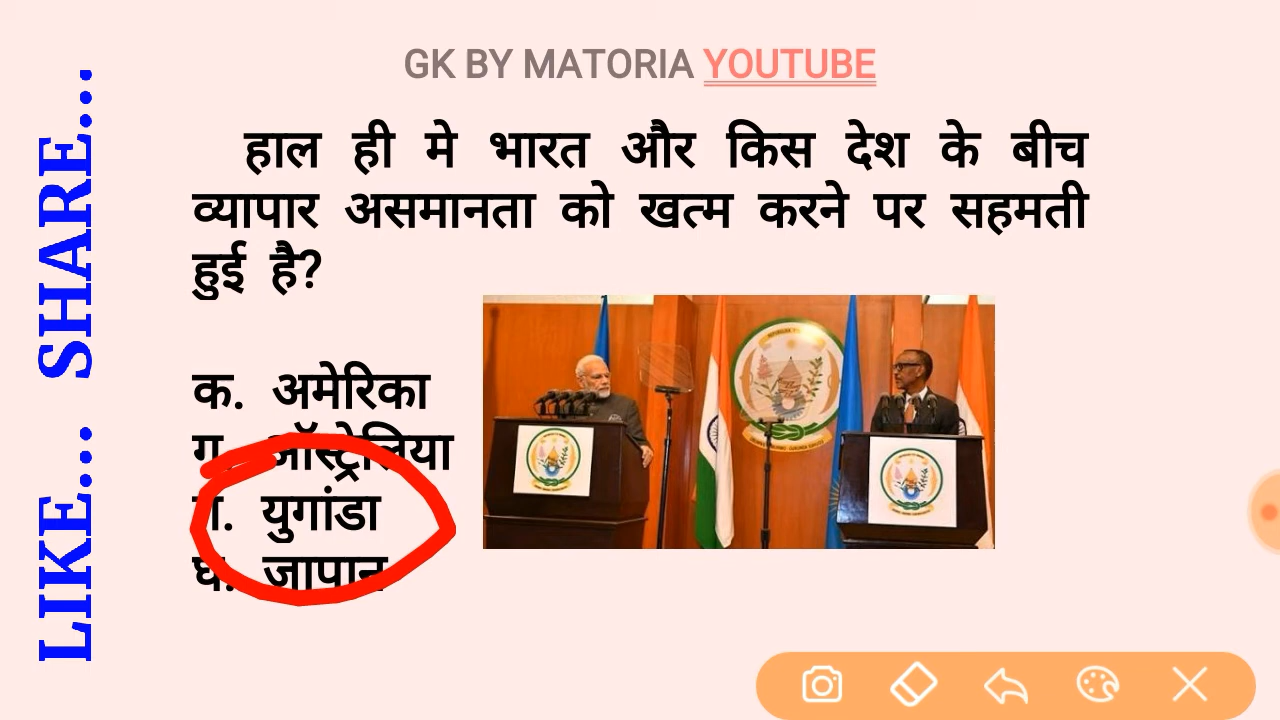 GK BY MATORIA YOUTUBE
हाल ही मे भारत और किस देश के बीच
व्यापार असमानता को खत्म करने पर सहमती
हुई है?
क. अमेरिका
ग. ऑस्ट्रेलिया
ग. युगांडा
घ. जापान
LIKE... SHARE...